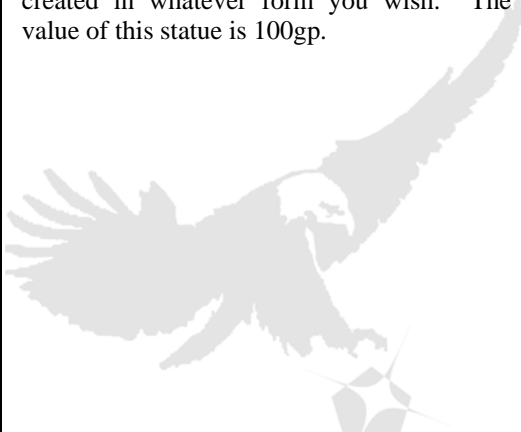 created in whatever form you wish. The
value of this statue is 100gp.